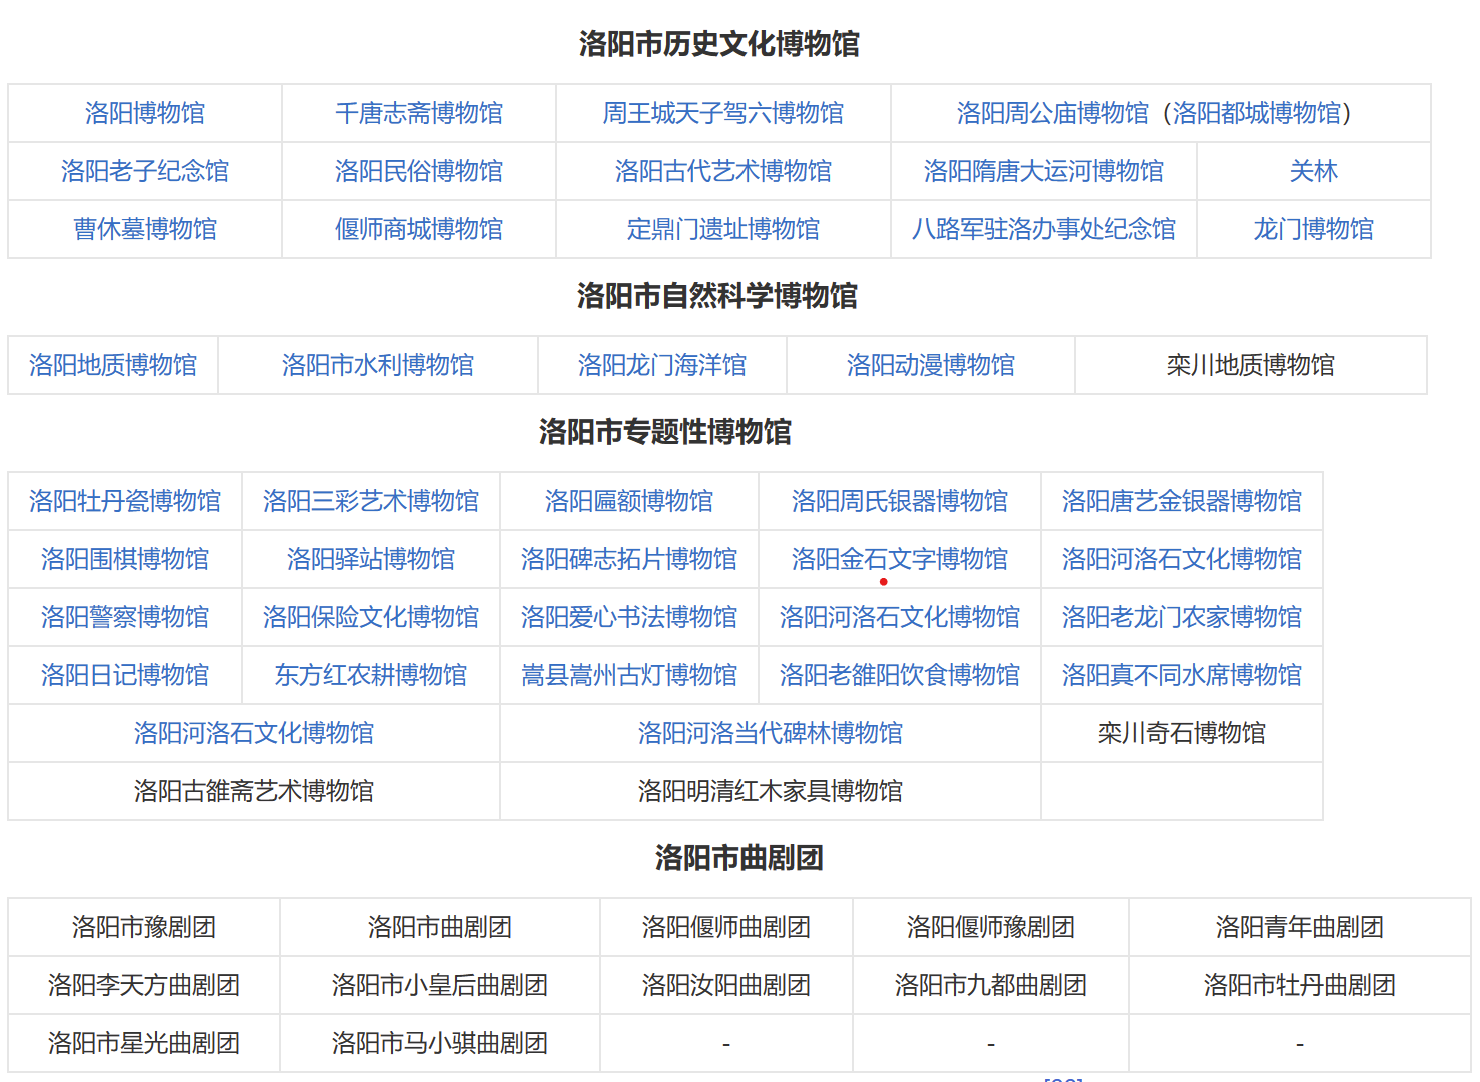 洛阳市历史文化博物馆
洛阳博物馆 千唐志斋博物馆 周王城天子驾六博物馆 洛阳周公庙博物馆（洛阳都城博物馆）
洛阳老子纪念馆 洛阳民俗博物馆 洛阳古代艺术博物馆 洛阳隋唐大运河博物馆 关林
曹休墓博物馆 偃师商城博物馆 定鼎门遗址博物馆 八路军驻洛办事处纪念馆 龙门博物馆
洛阳市自然科学博物馆
洛阳地质博物馆 洛阳市水利博物馆 洛阳龙门海洋馆 洛阳动漫博物馆 栾川地质博物馆
洛阳市专题性博物馆
洛阳牡丹瓷博物馆 洛阳三彩艺术博物馆 洛阳匾额博物馆 洛阳周氏银器博物馆 洛阳唐艺金银器博物馆
洛阳围棋博物馆 洛阳驿站博物馆 洛阳碑志拓片博物馆 洛阳金石文字博物馆 洛阳河洛石文化博物馆
洛阳警察博物馆 洛阳保险文化博物馆 洛阳爱心书法博物馆 洛阳河洛石文化博物馆 洛阳老龙门农家博物馆
洛阳日记博物馆 东方红农耕博物馆 嵩县嵩州古灯博物馆 洛阳老雒阳饮食博物馆 洛阳真不同水席博物馆
洛阳河洛石文化博物馆 洛阳河洛当代碑林博物馆 栾川奇石博物馆
洛阳古雒斋艺术博物馆 洛阳明清红木家具博物馆
洛阳市曲剧团
洛阳市豫剧团 洛阳市曲剧团 洛阳偃师曲剧团 洛阳偃师豫剧团 洛阳青年曲剧团
洛阳李天方曲剧团 洛阳市小皇后曲剧团 洛阳汝阳曲剧团 洛阳市九都曲剧团 洛阳市牡丹曲剧团
洛阳市星光曲剧团 洛阳市马小骐曲剧团 - - -